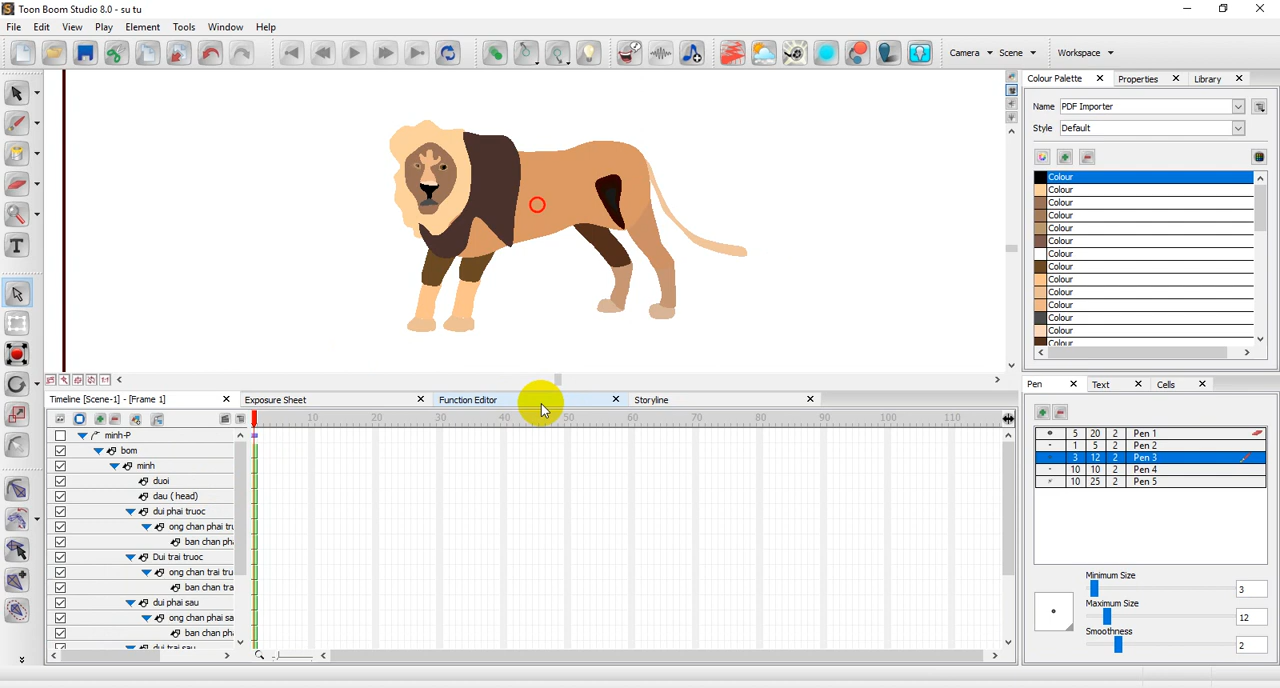 Toon Boom Studio 8.0 - su tu
File Edit View Play Element Tools Window Help
Camera Scene Workspace
Colour Palette Properties Library
Name PDF Importer
Style Default
Colour
Colour
Colour
Colour
Colour
Colour
Colour
Colour
Colour
Colour
Colour
Colour
Colour
Colour
T
1:1
Timeline [Scene-1] - [Frame 1] Exposure Sheet Function Editor Storyline
10 20 30 40 50 60 70 80 90 100 110
minh-P
bom
minh
duoi
dau ( head)
dui phai truoc
ong chan phai tru
ban chan ph
Dui trai truoc
ong chan trai tru
ban chan tra
dui phai sau
ong chan phai sa
ban chan ph
dui trai sau
Pen Text Cells
5 20 2 Pen 1
1 5 2 Pen 2
3 12 2 Pen 3
10 10 2 Pen 4
10 25 2 Pen 5
Minimum Size
3
Maximum Size
12
Smoothness
2